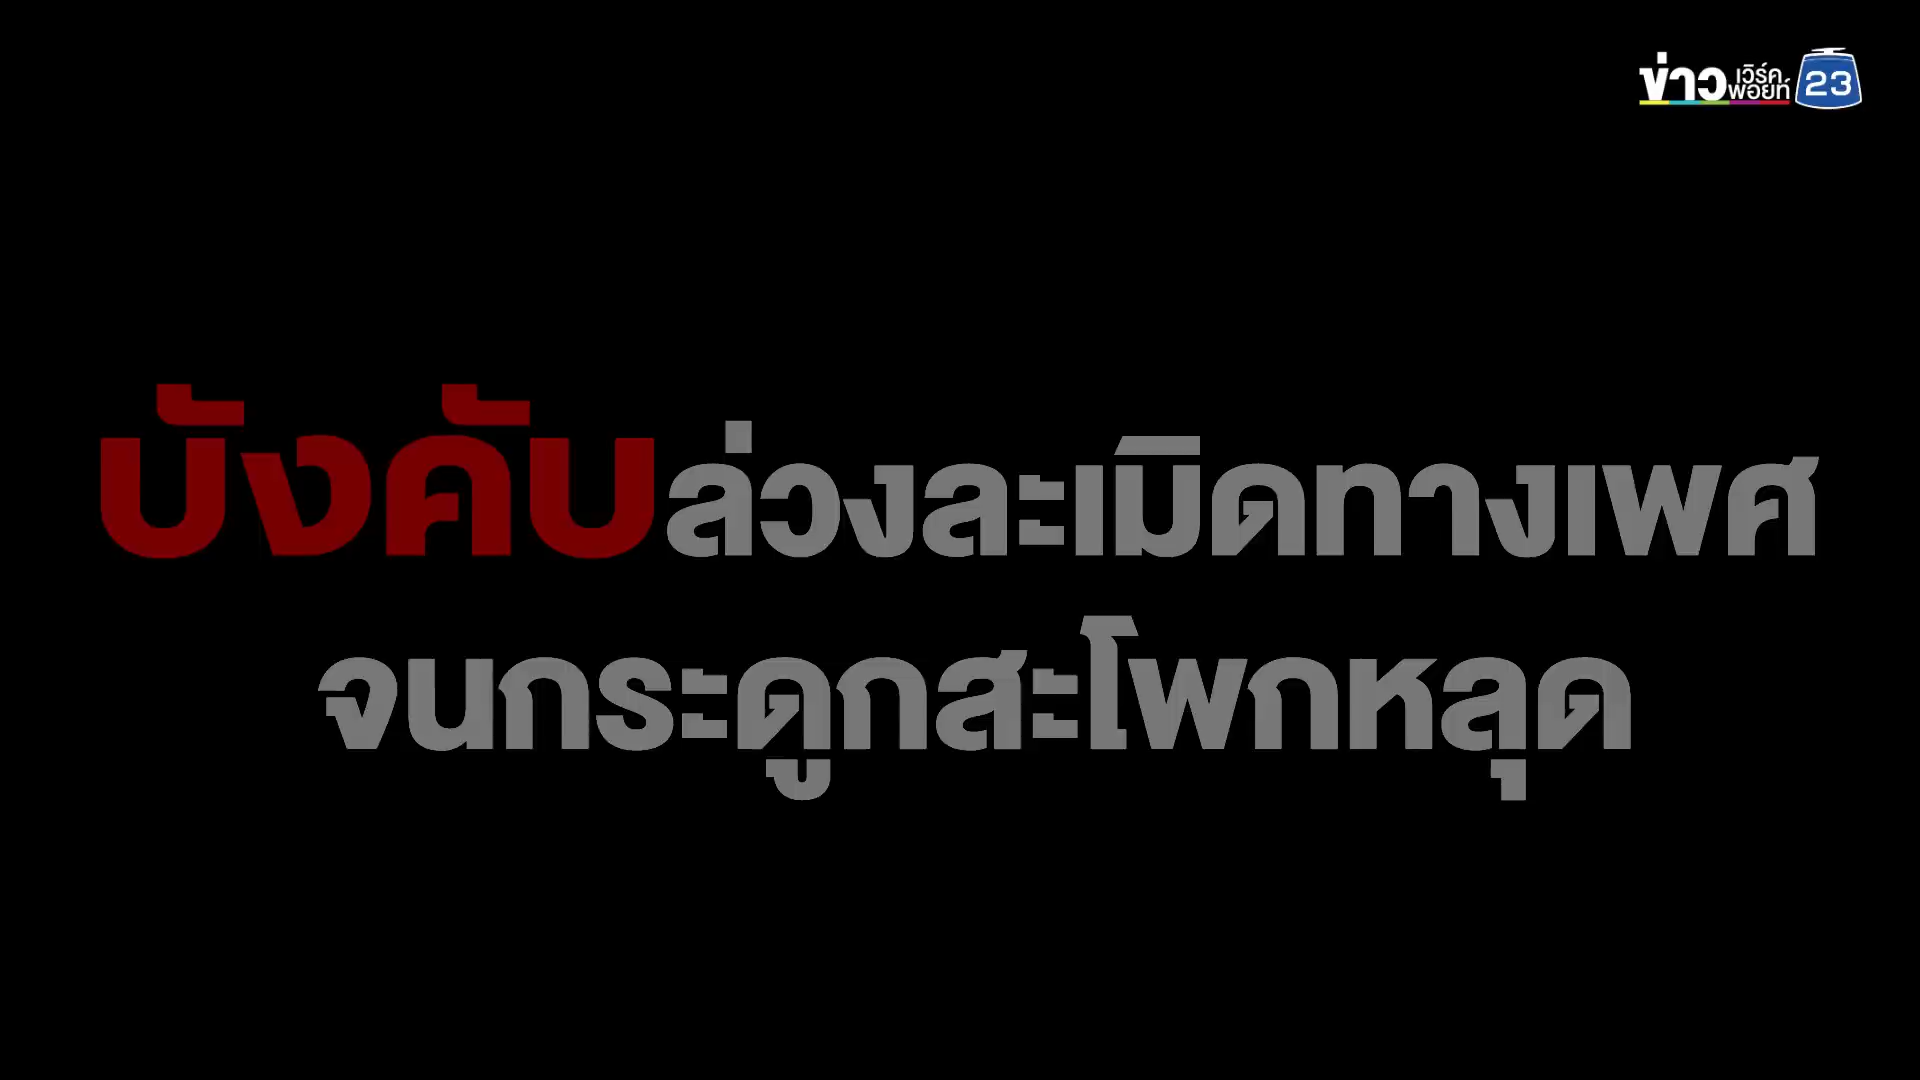 ข่าวเวิร์คพอยท์ 23
บังคับล่วงละเมิดทางเพศ
จนกระดูกสะโพกหลุด